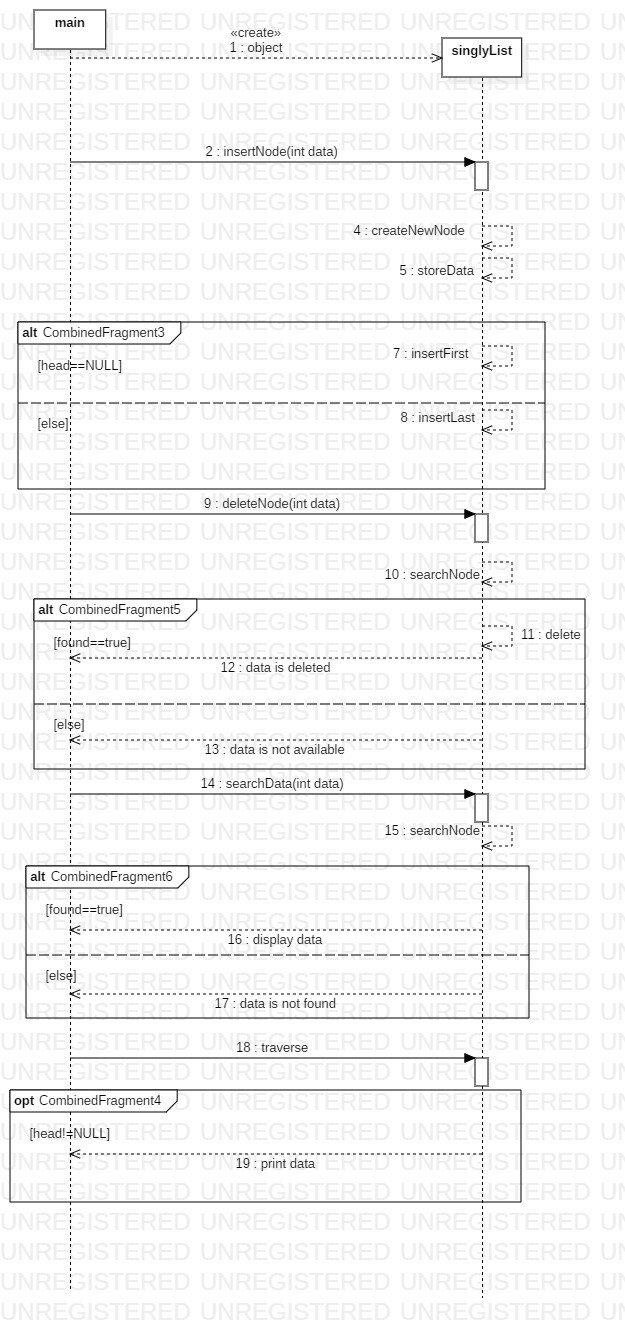 main
«create»
1 : object
singlyList
2 : insertNode(int data)
4 : createNewNode
5 : storeData
alt CombinedFragment3
7 : insertFirst
[head==NULL]
8 : insertLast
[else]
9 : deleteNode(int data)
10 : searchNode
alt CombinedFragment5
11 : delete
[found==true]
12 : data is deleted
[else]
13 : data is not available
14 : searchData(int data)
15 : searchNode
alt CombinedFragment6
[found==true]
16 : display data
[else]
17 : data is not found
18 : traverse
opt CombinedFragment4
[head!=NULL]
19 : print data
UNREGISTERED